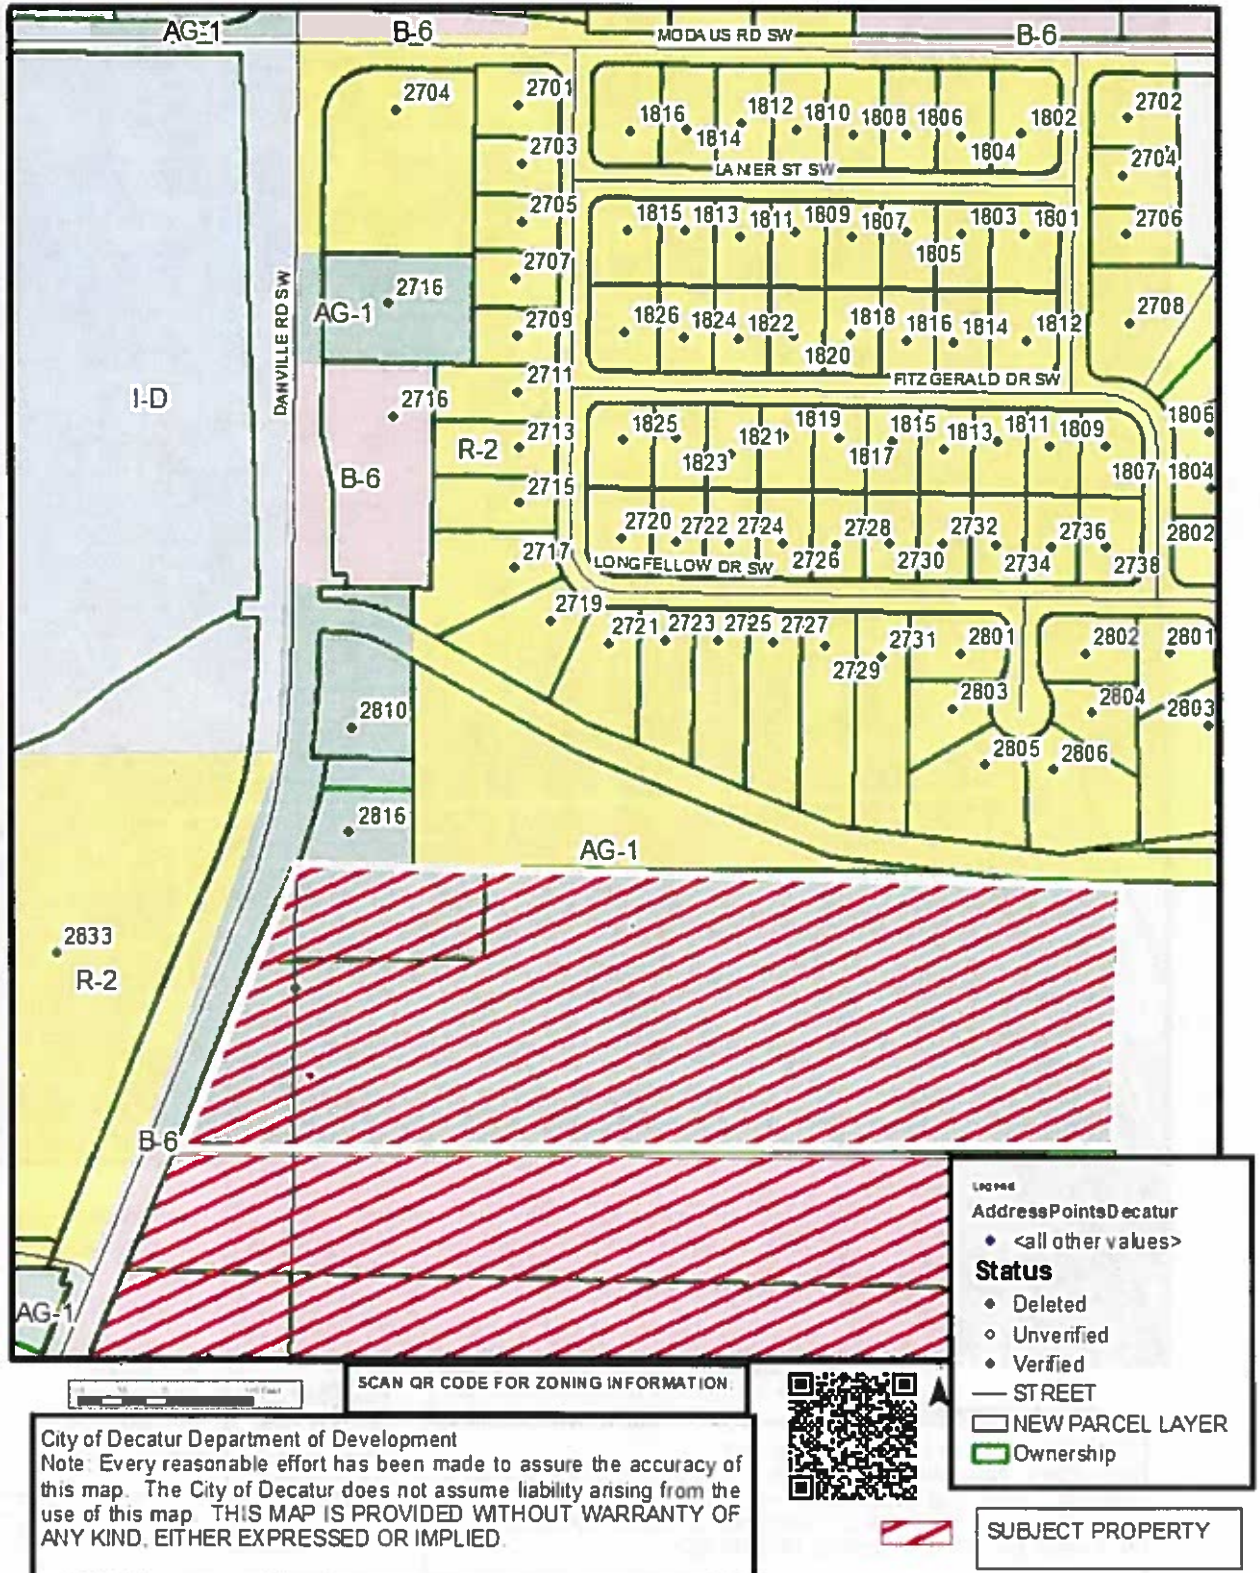 AG-1 B-6 MODAUS RD SW B-6
2704 2701 1816 1814 1812 1810 1808 1806 1804 1802 2702
2703 2704
LANIER ST SW
2705 1815 1813 1811 1809 1807 1805 1803 1801 2706
2707
2716 AG-1 2709 1826 1824 1822 1820 1818 1816 1814 1812 2708
DANVILLE RD SW
FITZGERALD DR SW
I-D 2716 2711
2713 R-2 1825 1823 1821 1819 1817 1815 1813 1811 1809 1807 1806
B-6 2715 1804
2717 2720 2722 2724 2726 2728 2730 2732 2734 2736 2738 2802
LONGFELLOW DR SW
2719 2721 2723 2725 2727 2729 2731 2801 2802 2801
2803 2804 2803
2810 2805 2806
2816
AG-1
2833
R-2
B-6
AG-1
Legend
AddressPointsDecatur
<all other values>
Status
Deleted
Unverified
Verified
STREET
NEW PARCEL LAYER
Ownership
SCAN QR CODE FOR ZONING INFORMATION:
City of Decatur Department of Development
Note: Every reasonable effort has been made to assure the accuracy of
this map. The City of Decatur does not assume liability arising from the
use of this map. THIS MAP IS PROVIDED WITHOUT WARRANTY OF
ANY KIND, EITHER EXPRESSED OR IMPLIED.
SUBJECT PROPERTY